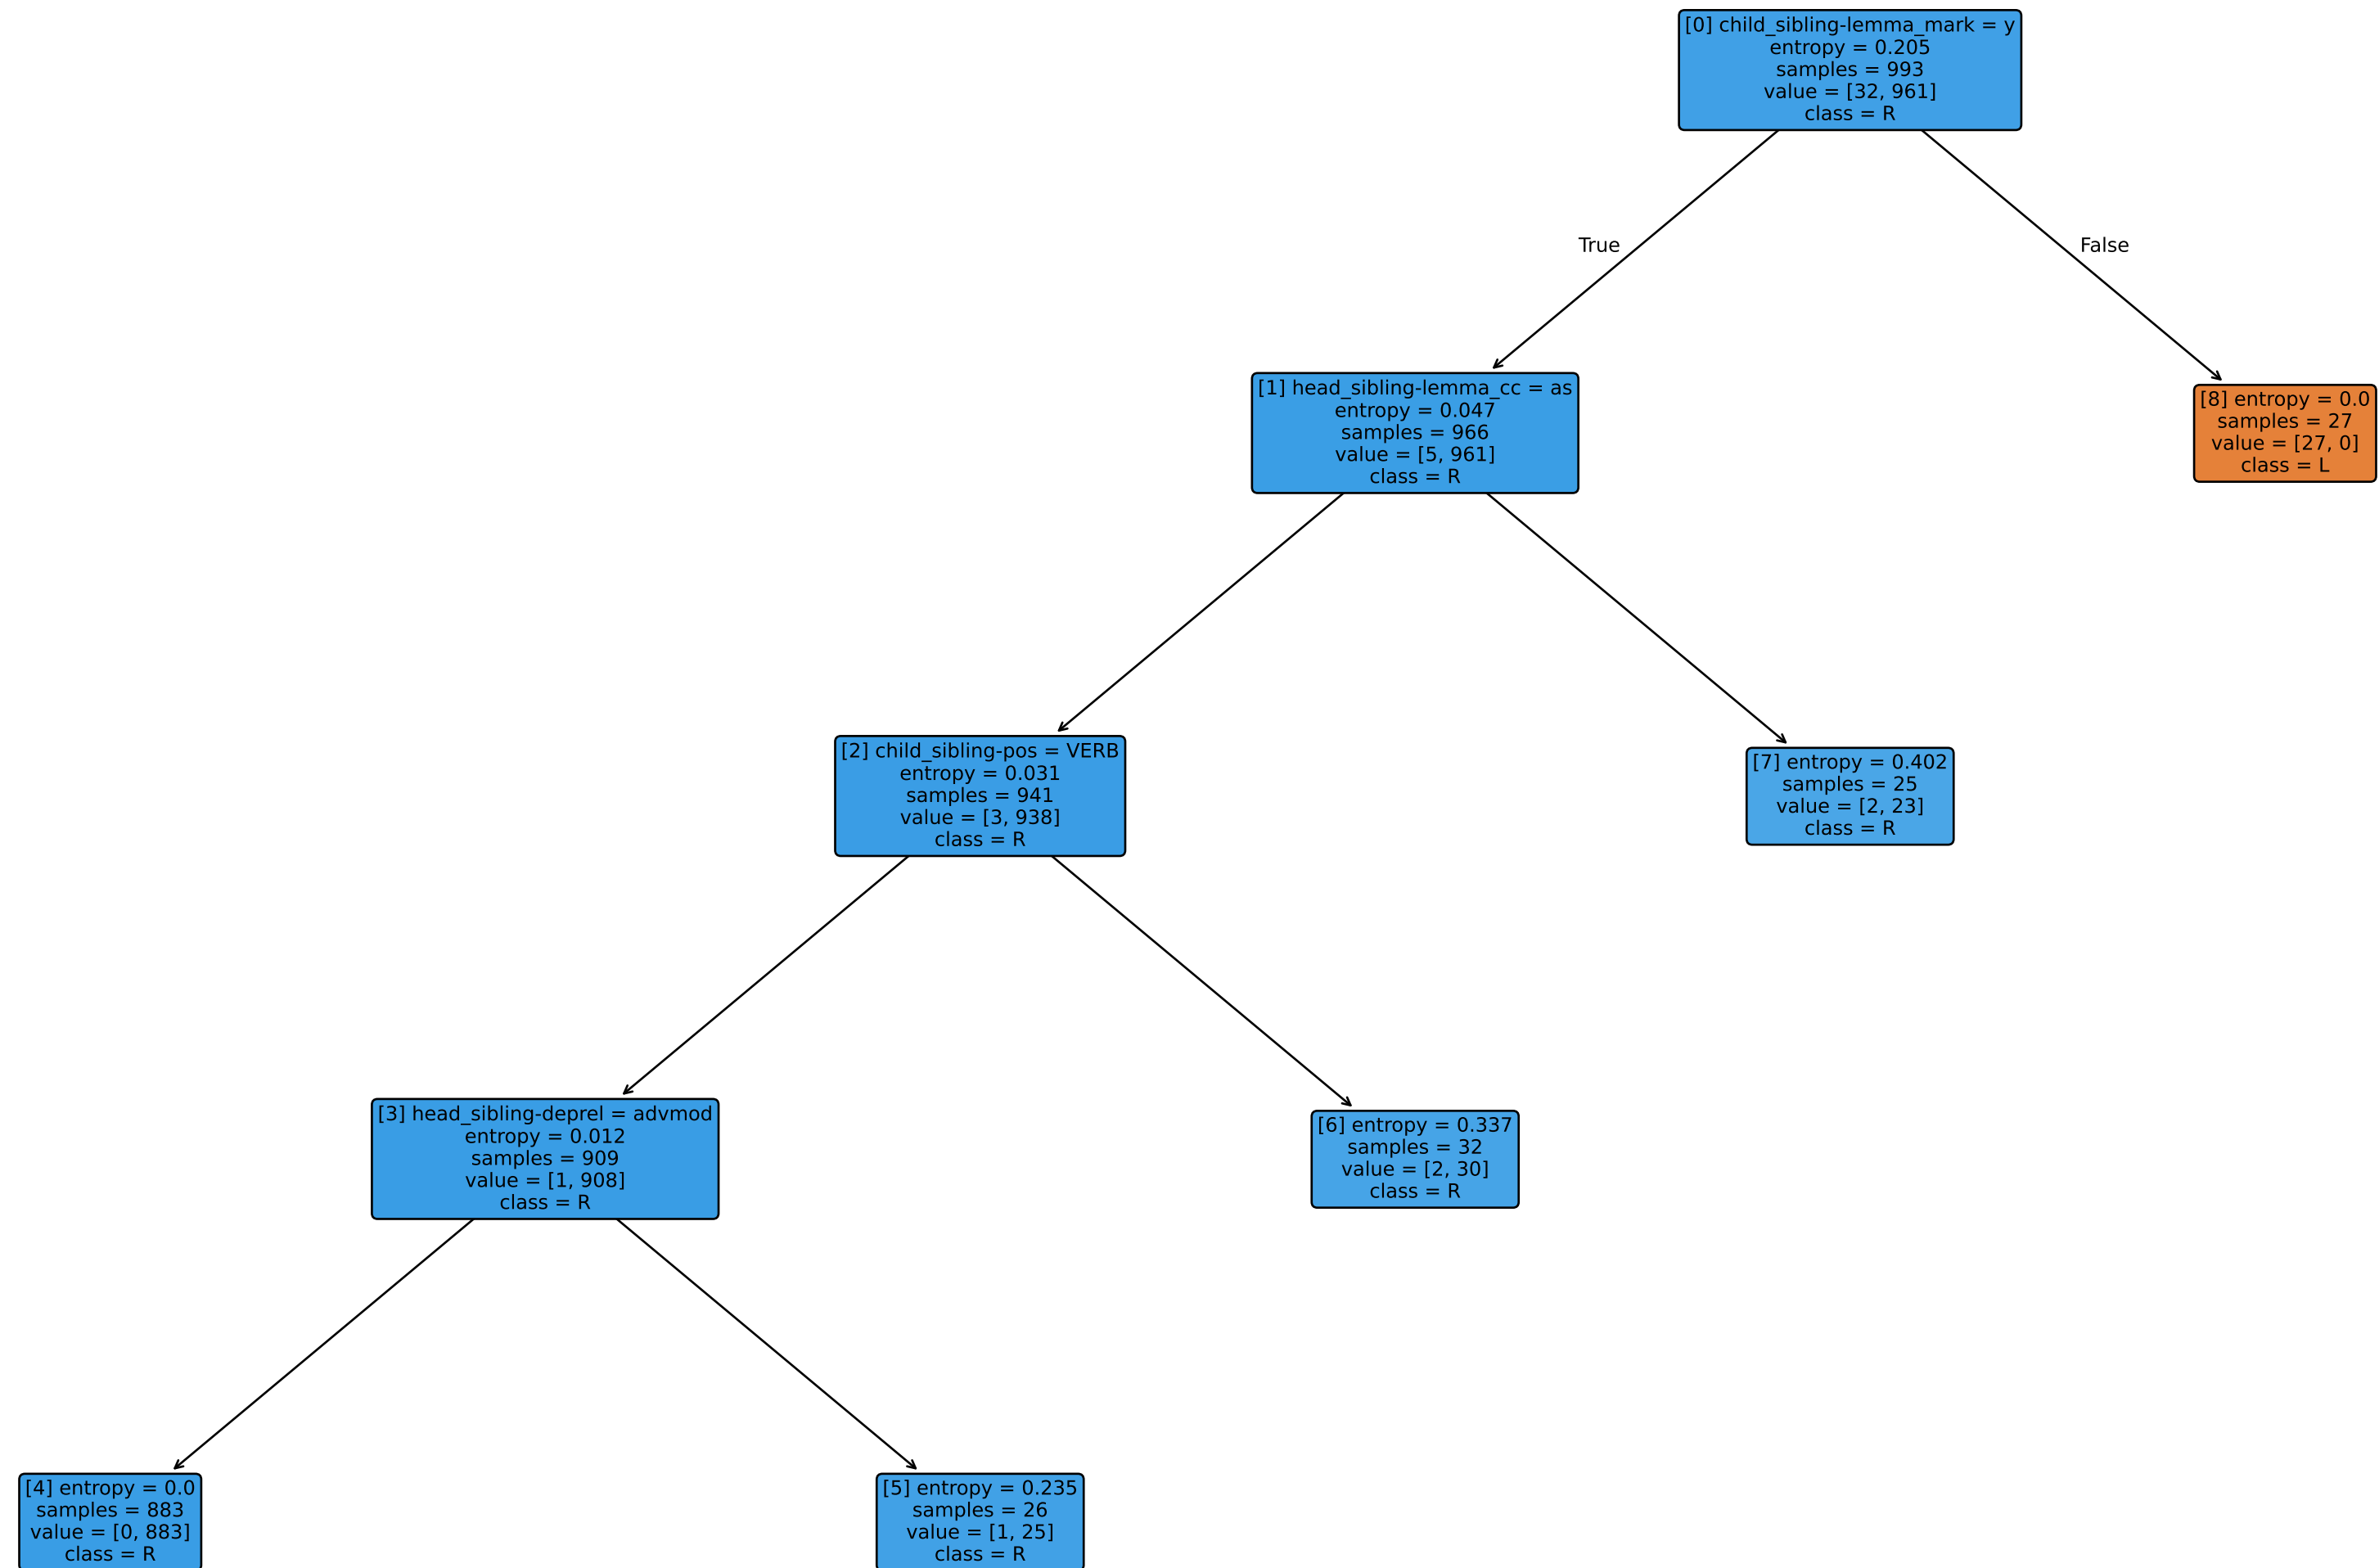 [0] child_sibling-lemma_mark = y
entropy = 0.205
samples = 993
value = [32, 961]
class = R
True
False
[1] head_sibling-lemma_cc = as
entropy = 0.047
samples = 966
value = [5, 961]
class = R
[8] entropy = 0.0
samples = 27
value = [27, 0]
class = L
[2] child_sibling-pos = VERB
entropy = 0.031
samples = 941
value = [3, 938]
class = R
[7] entropy = 0.402
samples = 25
value = [2, 23]
class = R
[3] head_sibling-deprel = advmod
entropy = 0.012
samples = 909
value = [1, 908]
class = R
[6] entropy = 0.337
samples = 32
value = [2, 30]
class = R
[4] entropy = 0.0
samples = 883
value = [0, 883]
class = R
[5] entropy = 0.235
samples = 26
value = [1, 25]
class = R